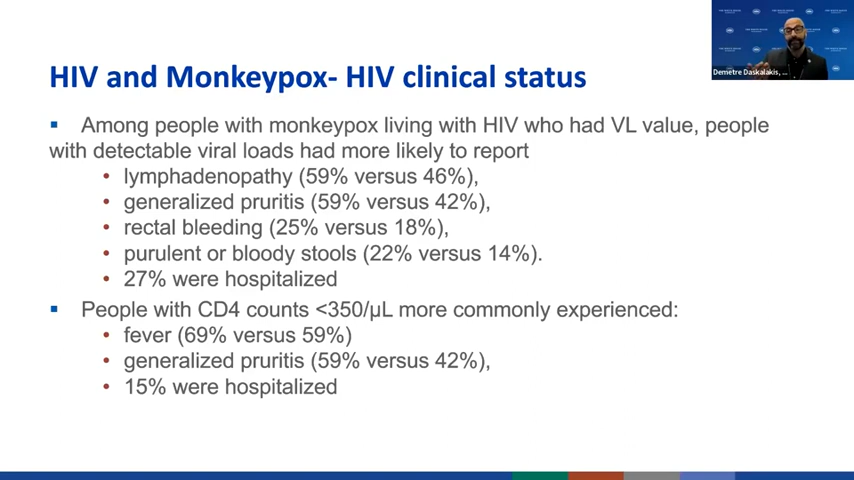 HIV and Monkeypox- HIV clinical status
▪ Among people with monkeypox living with HIV who had VL value, people
with detectable viral loads had more likely to report
• lymphadenopathy (59% versus 46%),
• generalized pruritis (59% versus 42%),
• rectal bleeding (25% versus 18%),
• purulent or bloody stools (22% versus 14%).
• 27% were hospitalized
▪ People with CD4 counts <350/µL more commonly experienced:
• fever (69% versus 59%)
• generalized pruritis (59% versus 42%),
• 15% were hospitalized
Demetre Daskalakis, ...